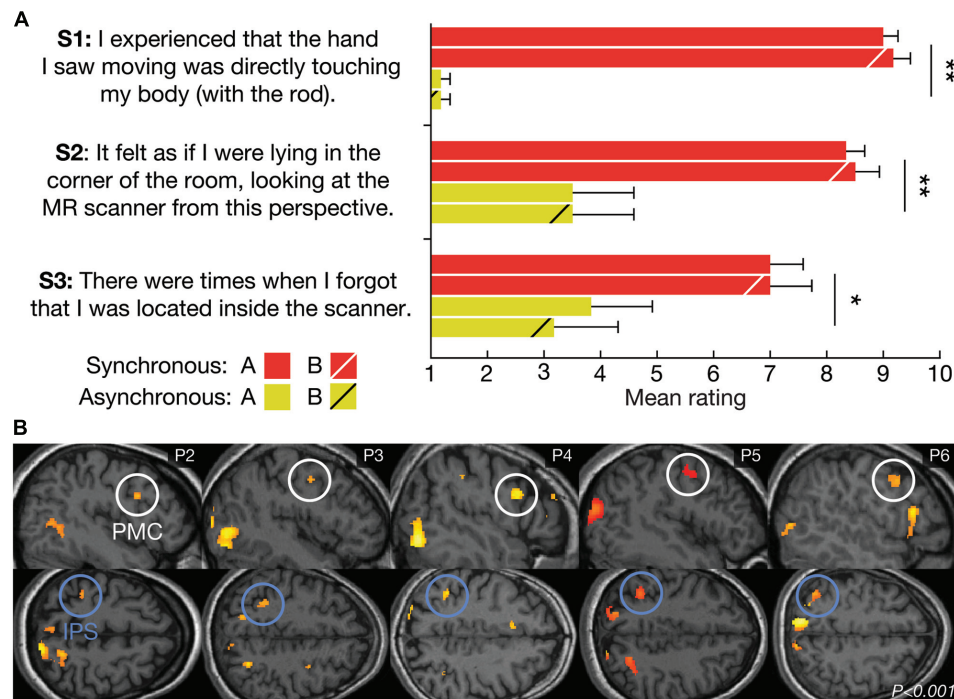 A
S1: I experienced that the hand
I saw moving was directly touching
my body (with the rod).
**
S2: It felt as if I were lying in the
corner of the room, looking at the
MR scanner from this perspective.
**
S3: There were times when I forgot
that I was located inside the scanner.
*
Synchronous: A B
Asynchronous: A B
1 2 3 4 5 6 7 8 9 10
Mean rating
B
P2 P3 P4 P5 P6
PMC
IPS
P<0.001